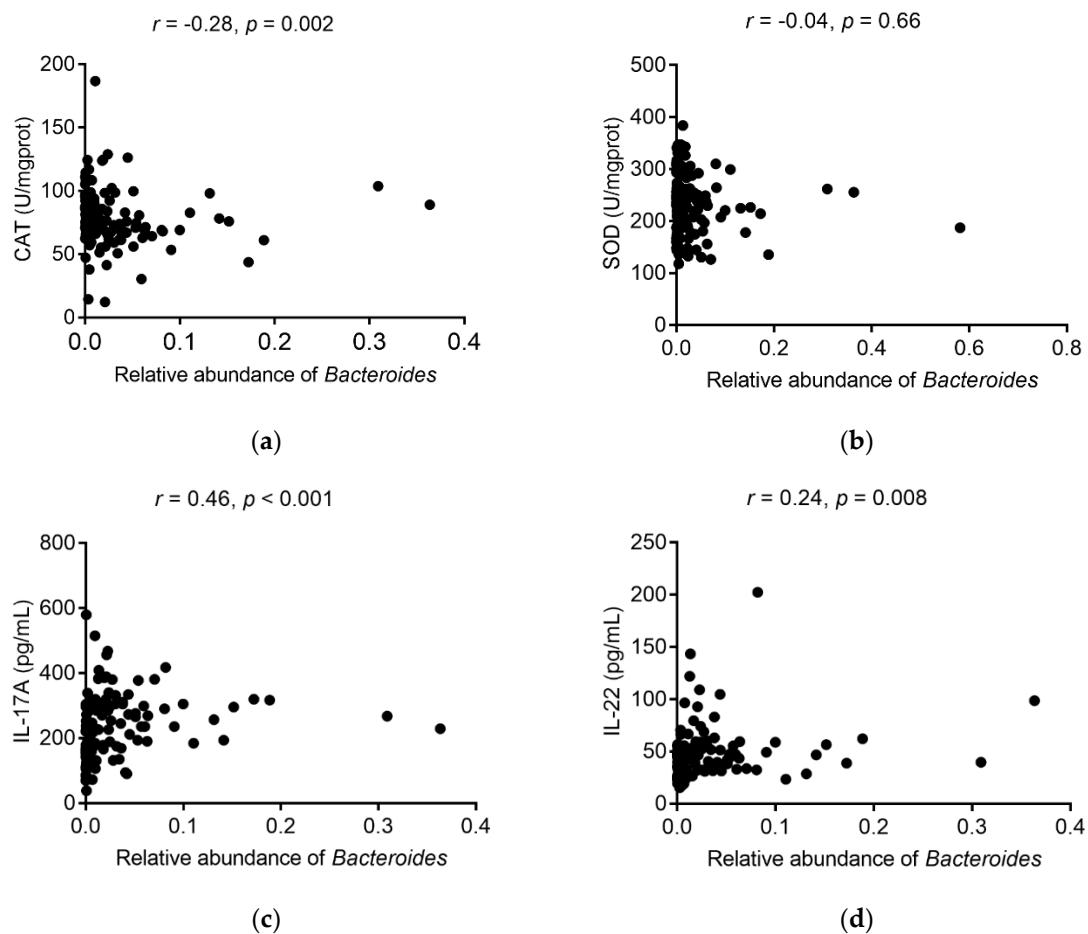 r = -0.28, p = 0.002
200
150
100
50
0
CAT (U/mgprot)
0.0 0.1 0.2 0.3 0.4
Relative abundance of Bacteroides
(a)
r = -0.04, p = 0.66
500
400
300
200
100
0
SOD (U/mgprot)
0.0 0.2 0.4 0.6 0.8
Relative abundance of Bacteroides
(b)
r = 0.46, p < 0.001
800
600
400
200
0
IL-17A (pg/mL)
0.0 0.1 0.2 0.3 0.4
Relative abundance of Bacteroides
(c)
r = 0.24, p = 0.008
250
200
150
100
50
0
IL-22 (pg/mL)
0.0 0.1 0.2 0.3 0.4
Relative abundance of Bacteroides
(d)